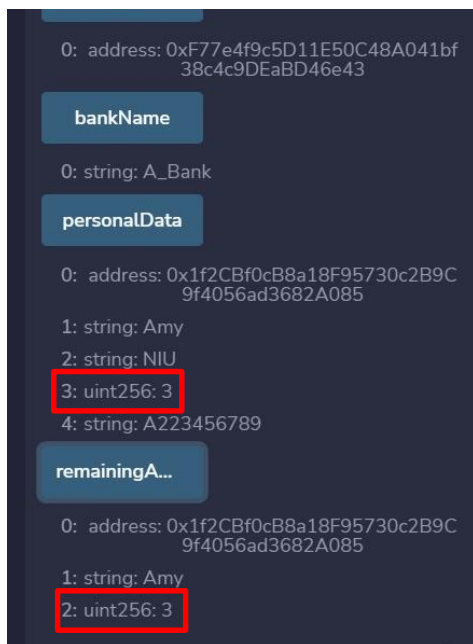 0: address: 0xF77e4f9c5D11E50C48A041bf
38c4c9DEaBD46e43
bankName
0: string: A_Bank
personalData
0: address: 0x1f2CBf0cB8a18F95730c2B9C
9f4056ad3682A085
1: string: Amy
2: string: NIU
3: uint256: 3
4: string: A223456789
remainingA...
0: address: 0x1f2CBf0cB8a18F95730c2B9C
9f4056ad3682A085
1: string: Amy
2: uint256: 3